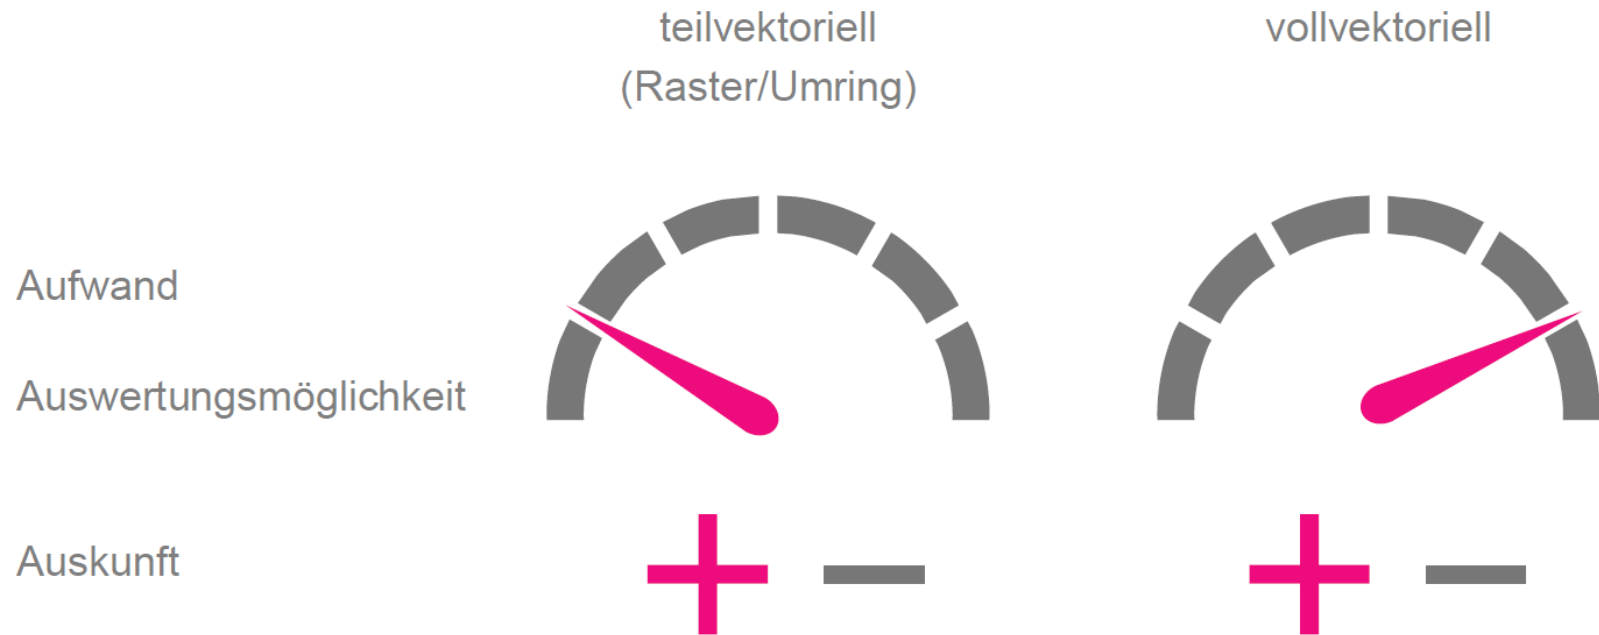 teilvektoriell
(Raster/Umring)
vollvektoriell
Aufwand
Auswertungsmöglichkeit
Auskunft